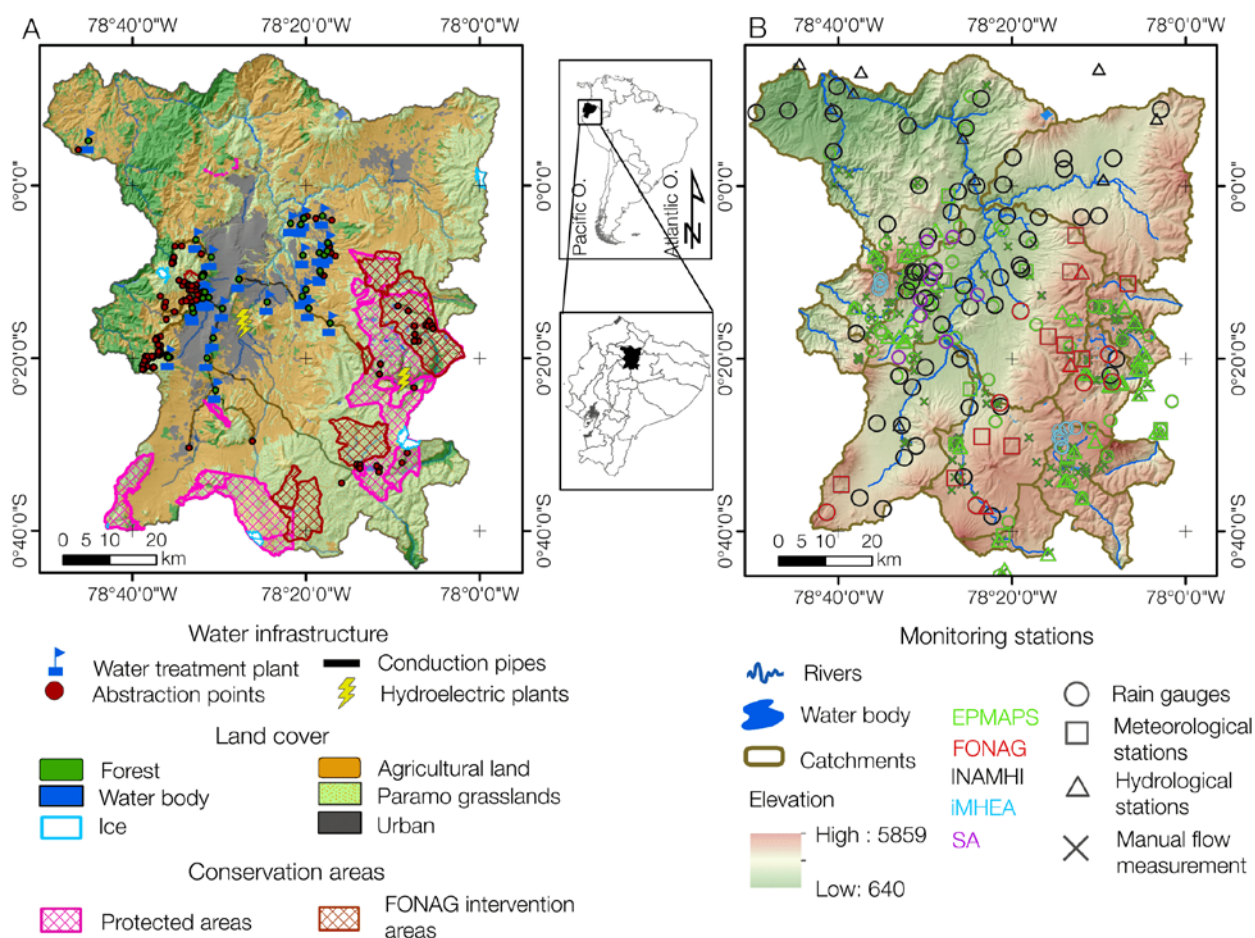 A
78°40'0"W
78°20'0"W
78°0'0"W
0°0'0"
0°20'0"S
0°40'0"S
0 5 10 20
km
78°40'0"W
78°20'0"W
78°0'0"W
0°0'0"
0°20'0"S
0°40'0"S
Pacific O.
Atlantic O.
N
B
78°40'0"W
78°20'0"W
78°0'0"W
0°0'0"
0°20'0"S
0°40'0"S
0 5 10 20
km
78°40'0"W
78°20'0"W
78°0'0"W
0°0'0"
0°20'0"S
0°40'0"S
Water infrastructure
Water treatment plant
Conduction pipes
Abstraction points
Hydroelectric plants
Land cover
Forest
Agricultural land
Water body
Paramo grasslands
Ice
Urban
Conservation areas
Protected areas
FONAG intervention
areas
Monitoring stations
Rivers
Water body
Catchments
Elevation
High : 5859
Low: 640
EPMAPS
FONAG
INAMHI
iMHEA
SA
Rain gauges
Meteorological
stations
Hydrological
stations
Manual flow
measurement